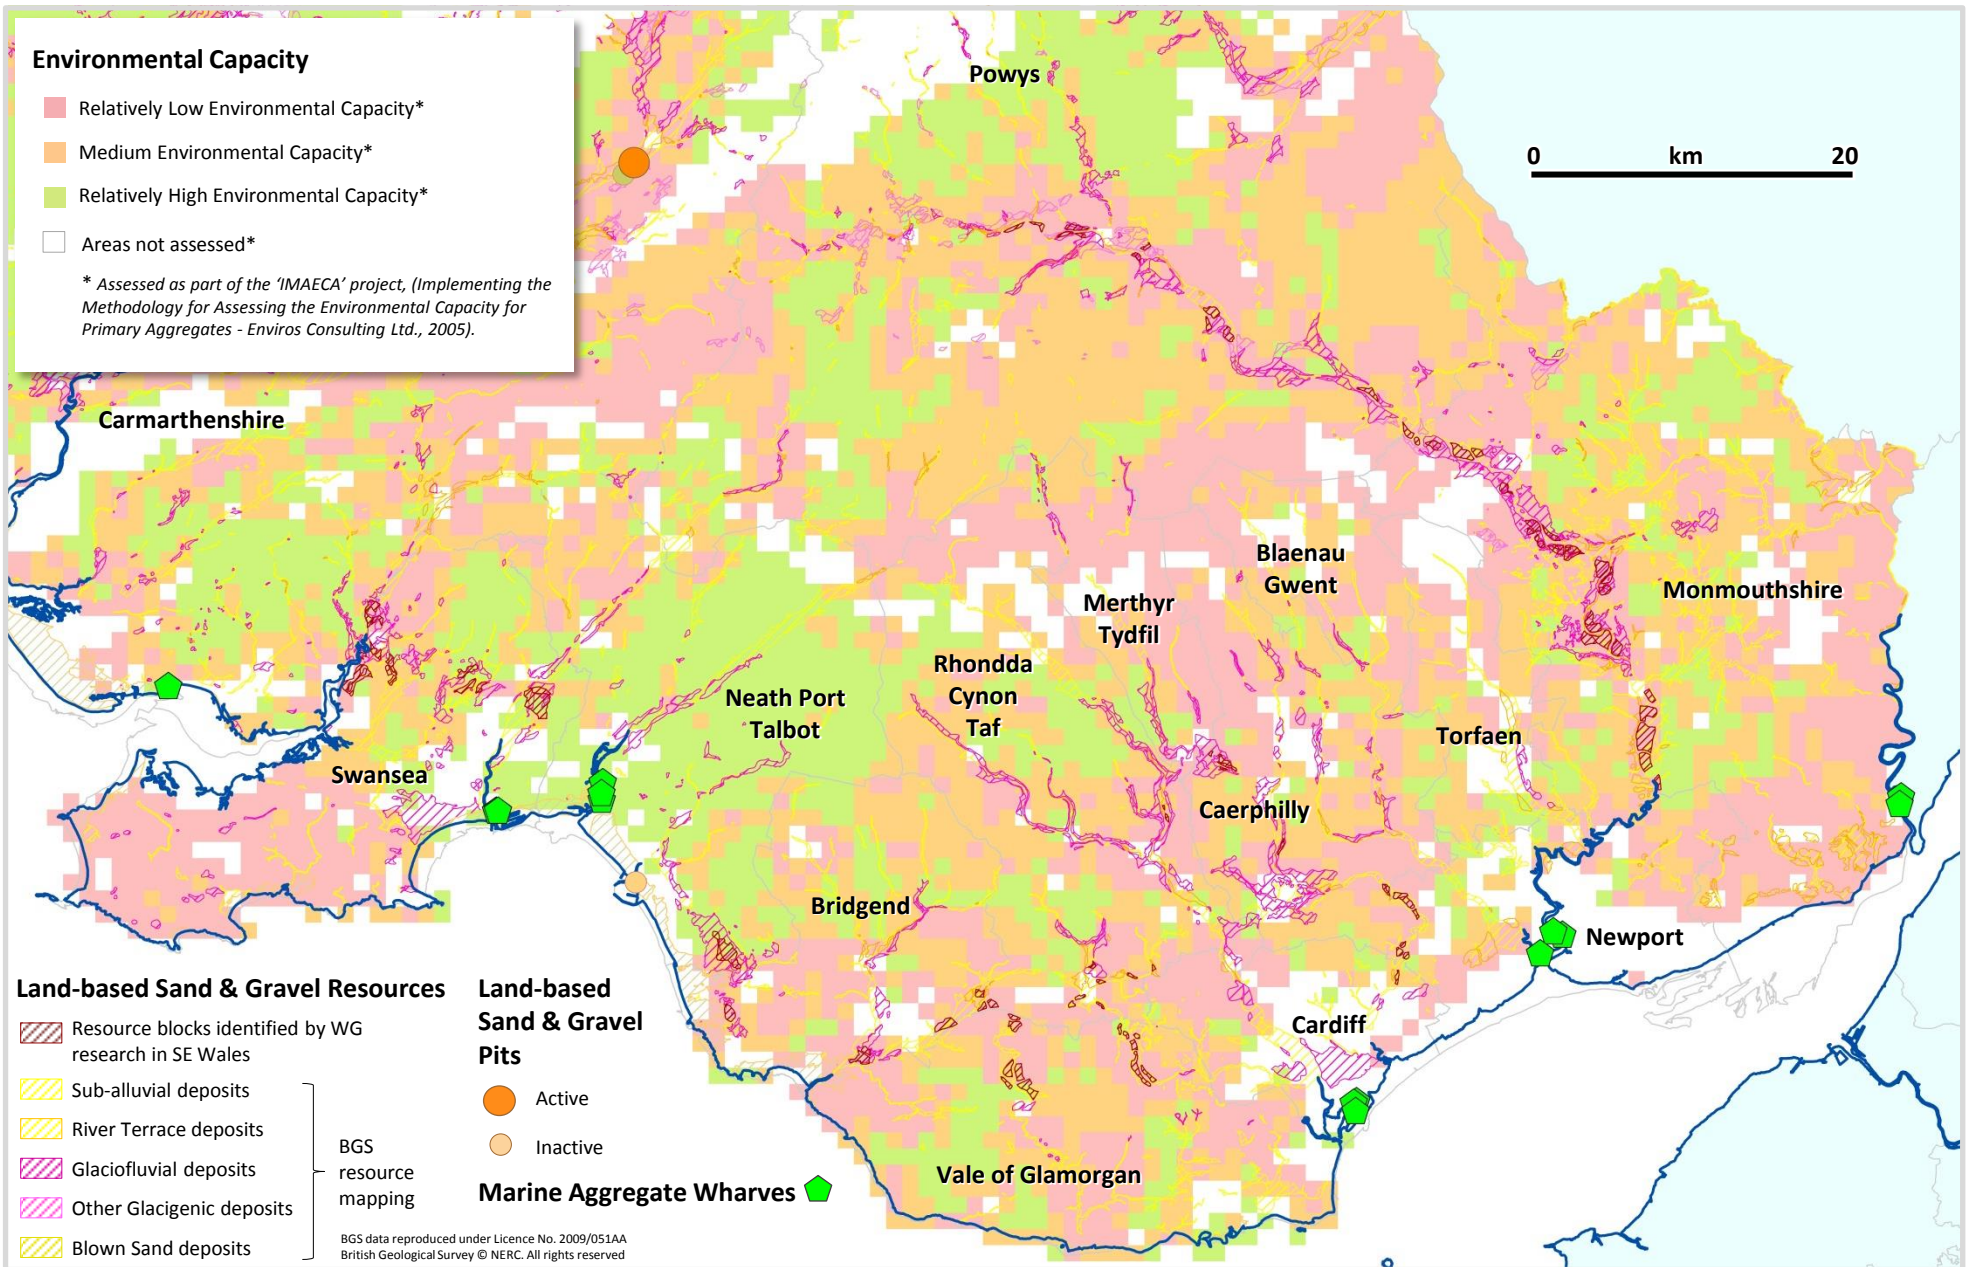 Environmental Capacity
Relatively Low Environmental Capacity*
Medium Environmental Capacity*
Relatively High Environmental Capacity*
Areas not assessed*
* Assessed as part of the ‘IMAECA’ project, (Implementing the
Methodology for Assessing the Environmental Capacity for
Primary Aggregates - Enviros Consulting Ltd., 2005).
Powys
0 km 20
Carmarthenshire
Blaenau
Gwent
Monmouthshire
Merthyr
Tydfil
Rhondda
Cynon
Taf
Neath Port
Talbot
Torfaen
Swansea
Caerphilly
Bridgend
Newport
Cardiff
Vale of Glamorgan
Land-based Sand & Gravel Resources
Resource blocks identified by WG
research in SE Wales
Sub-alluvial deposits
River Terrace deposits
Glaciofluvial deposits
Other Glacigenic deposits
Blown Sand deposits
BGS
resource
mapping
Land-based
Sand & Gravel
Pits
Active
Inactive
Marine Aggregate Wharves
BGS data reproduced under Licence No. 2009/051AA
British Geological Survey © NERC. All rights reserved